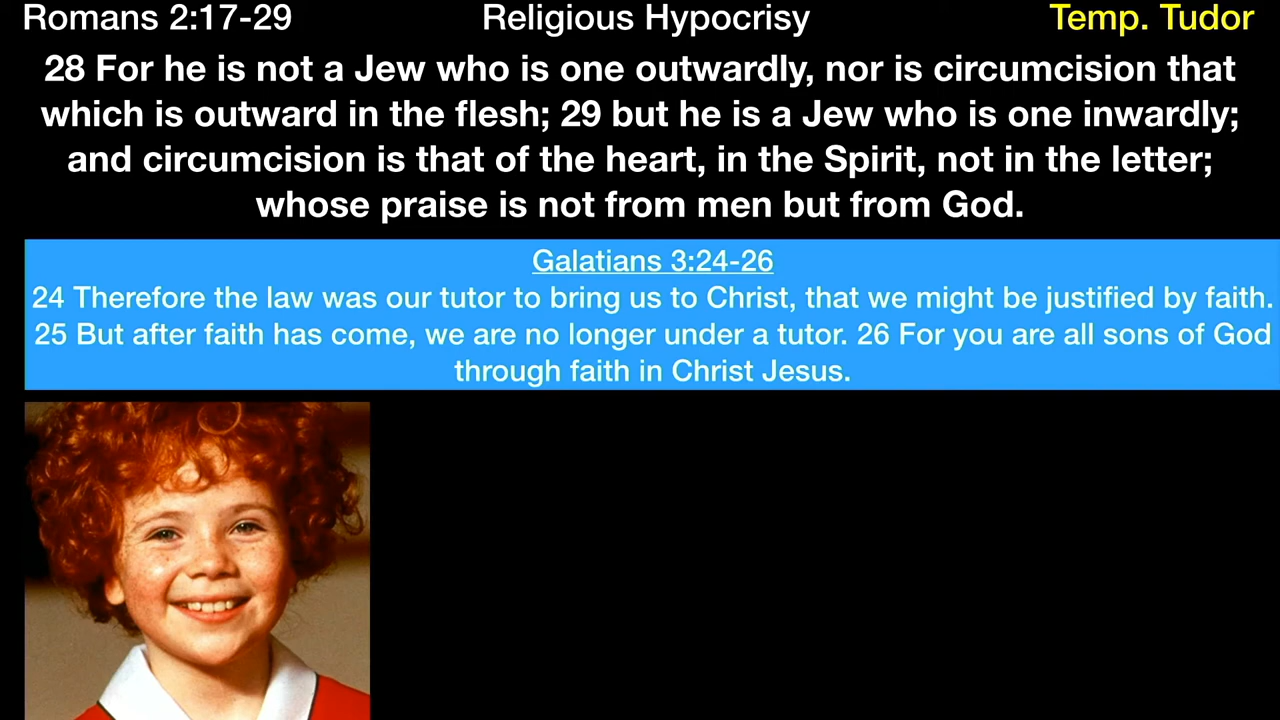 Romans 2:17-29 Religious Hypocrisy Temp. Tudor
28 For he is not a Jew who is one outwardly, nor is circumcision that
which is outward in the flesh; 29 but he is a Jew who is one inwardly;
and circumcision is that of the heart, in the Spirit, not in the letter;
whose praise is not from men but from God.
Galatians 3:24-26
24 Therefore the law was our tutor to bring us to Christ, that we might be justified by faith.
25 But after faith has come, we are no longer under a tutor. 26 For you are all sons of God
through faith in Christ Jesus.